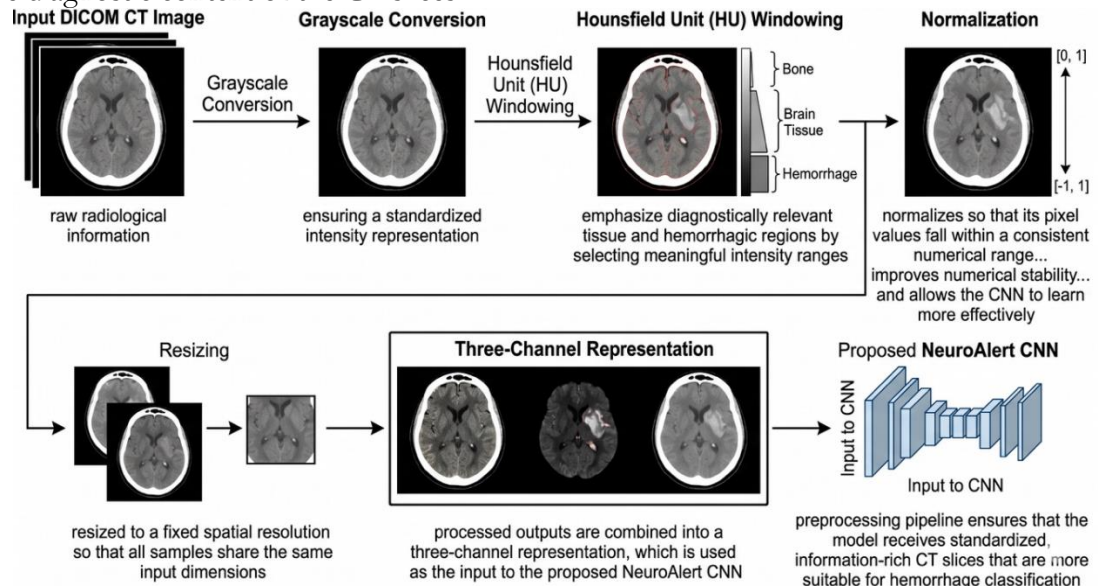 Input DICOM CT Image
Grayscale Conversion
Hounsfield Unit (HU) Windowing
Normalization
Grayscale
Conversion
Hounsfield
Unit (HU)
Windowing
Bone
Brain
Tissue
Hemorrhage
[0, 1]
[-1, 1]
raw radiological
information
ensuring a standardized
intensity representation
emphasize diagnostically relevant
tissue and hemorrhagic regions by
selecting meaningful intensity ranges
normalizes so that its pixel
values fall within a consistent
numerical range...
improves numerical stability...
and allows the CNN to learn
more effectively
Resizing
Three-Channel Representation
Proposed NeuroAlert CNN
Input to CNN
Input to CNN
resized to a fixed spatial resolution
so that all samples share the same
input dimensions
processed outputs are combined into a
three-channel representation, which is used
as the input to the proposed NeuroAlert CNN
preprocessing pipeline ensures that the
model receives standardized,
information-rich CT slices that are more
suitable for hemorrhage classification